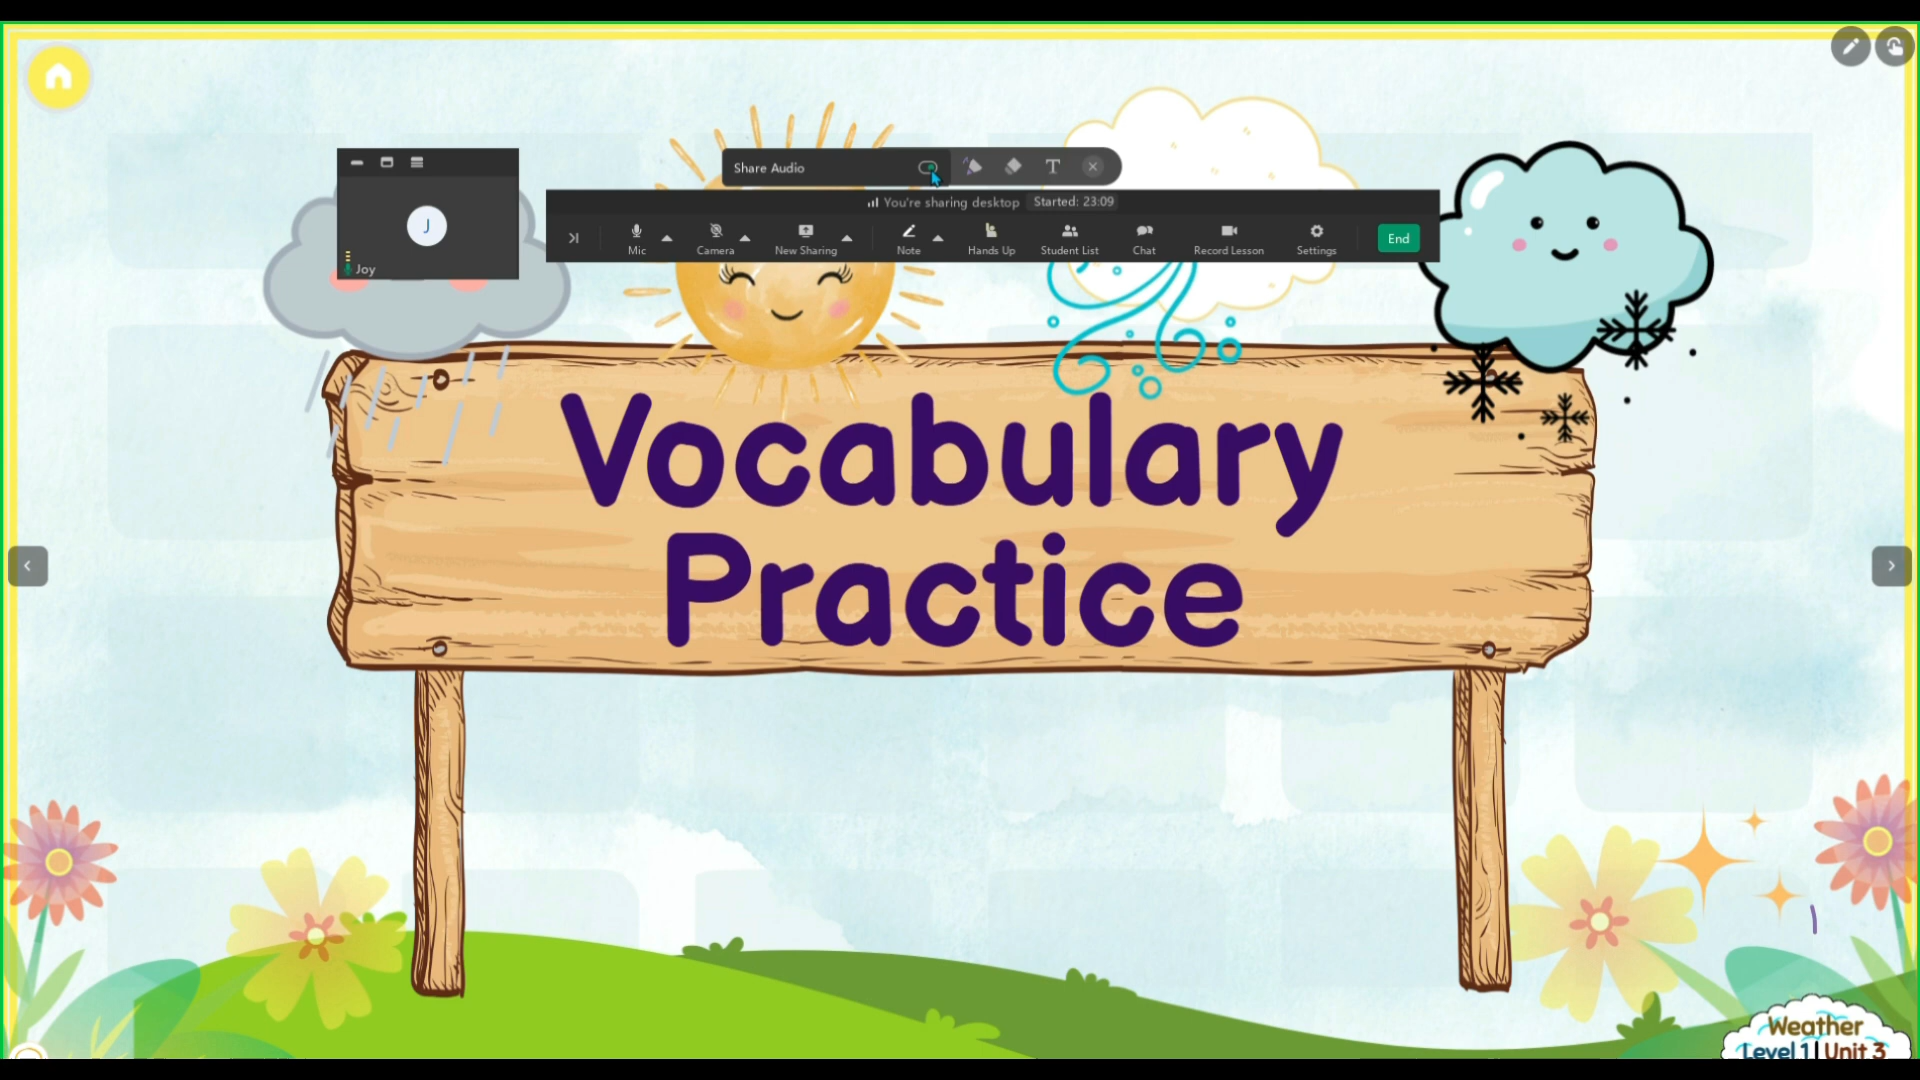 Share Audio
T
You're sharing desktop Started: 23:09
J
Mic Camera New Sharing Note Hands Up Student List Chat Record Lesson Settings End
Joy
Vocabulary
Practice
Weather
Level 1 | Unit 3